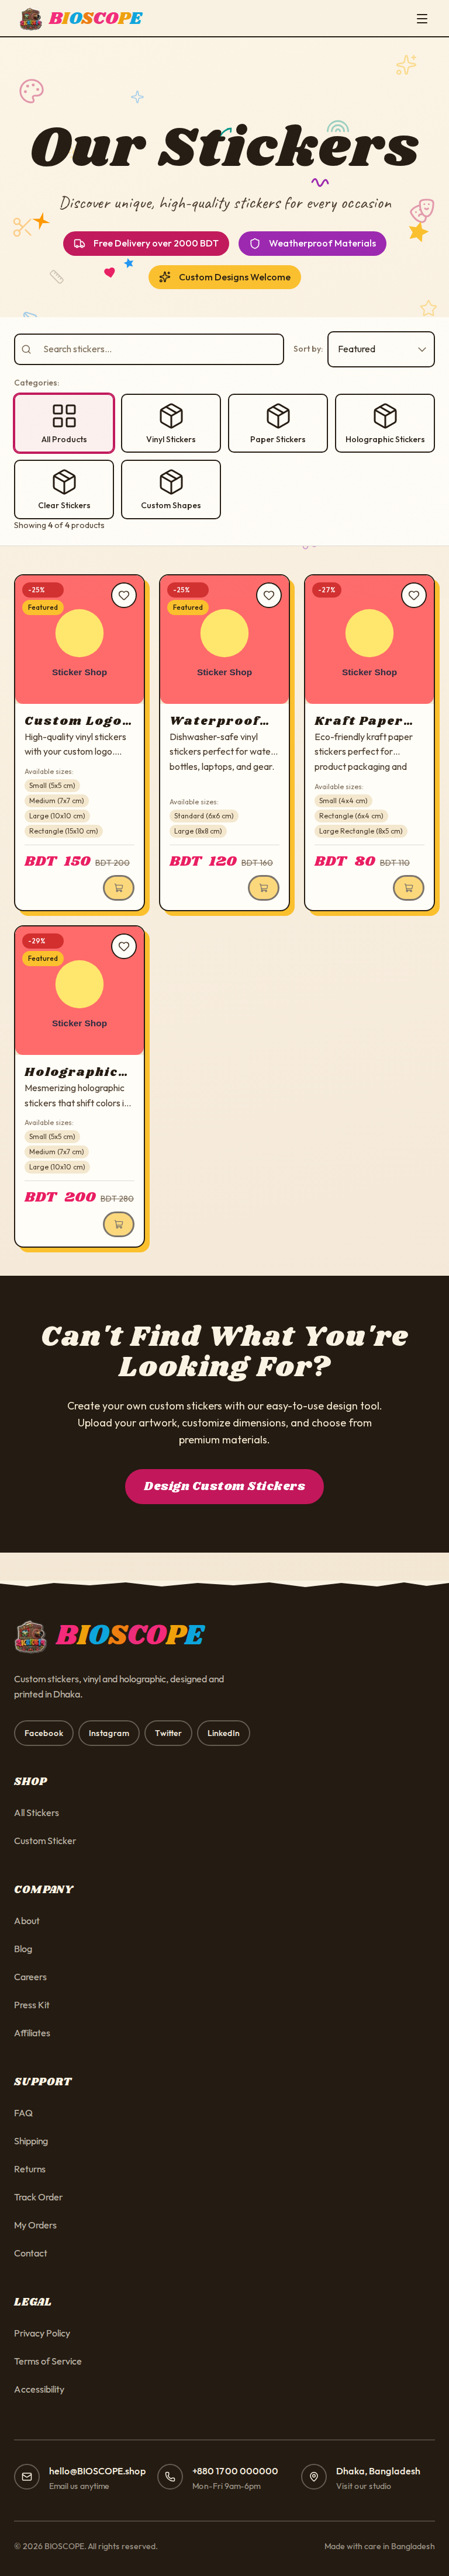 BIOSCOPE
Our Stickers
Discover unique, high-quality stickers for every occasion
Free Delivery over 2000 BDT
Weatherproof Materials
Custom Designs Welcome
Search stickers...
Sort by:
Featured
Categories:
All Products
Vinyl Stickers
Paper Stickers
Holographic Stickers
Clear Stickers
Custom Shapes
Showing 4 of 4 products
-25%
Featured
Sticker Shop
Custom Logo...
High-quality vinyl stickers
with your custom logo....
Available sizes:
Small (5x5 cm)
Medium (7x7 cm)
Large (10x10 cm)
Rectangle (15x10 cm)
BDT 150 BDT 200
-25%
Featured
Sticker Shop
Waterproof...
Dishwasher-safe vinyl
stickers perfect for wate...
bottles, laptops, and gear.
Available sizes:
Standard (6x6 cm)
Large (8x8 cm)
BDT 120 BDT 160
-27%
Sticker Shop
Kraft Paper...
Eco-friendly kraft paper
stickers perfect for...
product packaging and
Available sizes:
Small (4x4 cm)
Rectangle (6x4 cm)
Large Rectangle (8x5 cm)
BDT 80 BDT 110
-29%
Featured
Sticker Shop
Holographic...
Mesmerizing holographic
stickers that shift colors i...
Available sizes:
Small (5x5 cm)
Medium (7x7 cm)
Large (10x10 cm)
BDT 200 BDT 280
Can't Find What You're
Looking For?
Create your own custom stickers with our easy-to-use design tool.
Upload your artwork, customize dimensions, and choose from
premium materials.
Design Custom Stickers
BIOSCOPE
Custom stickers, vinyl and holographic, designed and
printed in Dhaka.
Facebook
Instagram
Twitter
LinkedIn
SHOP
All Stickers
Custom Sticker
COMPANY
About
Blog
Careers
Press Kit
Affiliates
SUPPORT
FAQ
Shipping
Returns
Track Order
My Orders
Contact
LEGAL
Privacy Policy
Terms of Service
Accessibility
hello@BIOSCOPE.shop
Email us anytime
+880 1700 000000
Mon-Fri 9am-6pm
Dhaka, Bangladesh
Visit our studio
© 2026 BIOSCOPE. All rights reserved.
Made with care in Bangladesh